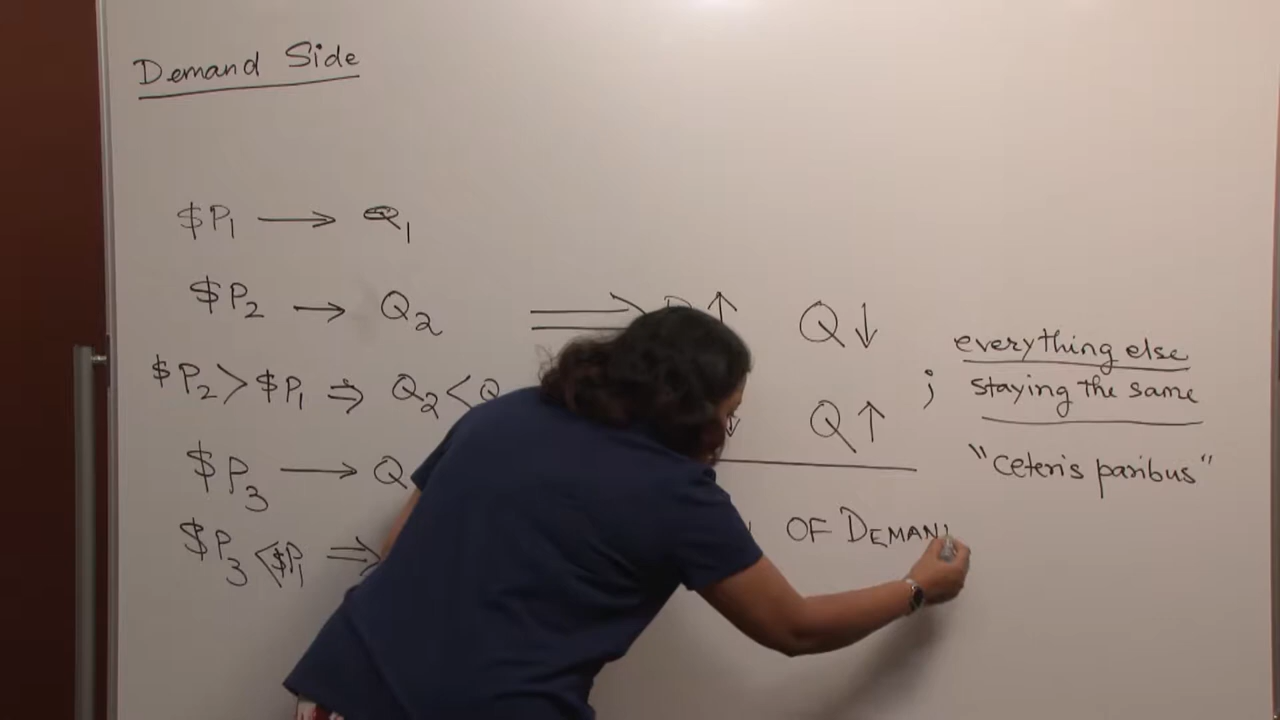 Demand Side
$P1 → Q1
$P2 → Q2
$P2 > $P1 ⇒ Q2 < Q
$P3 → Q
$P3 < $P1 ⇒
⇒ P↑ Q↓
↓ Q↑
; everything else
staying the same
"Ceteris paribus"
OF DEMAN